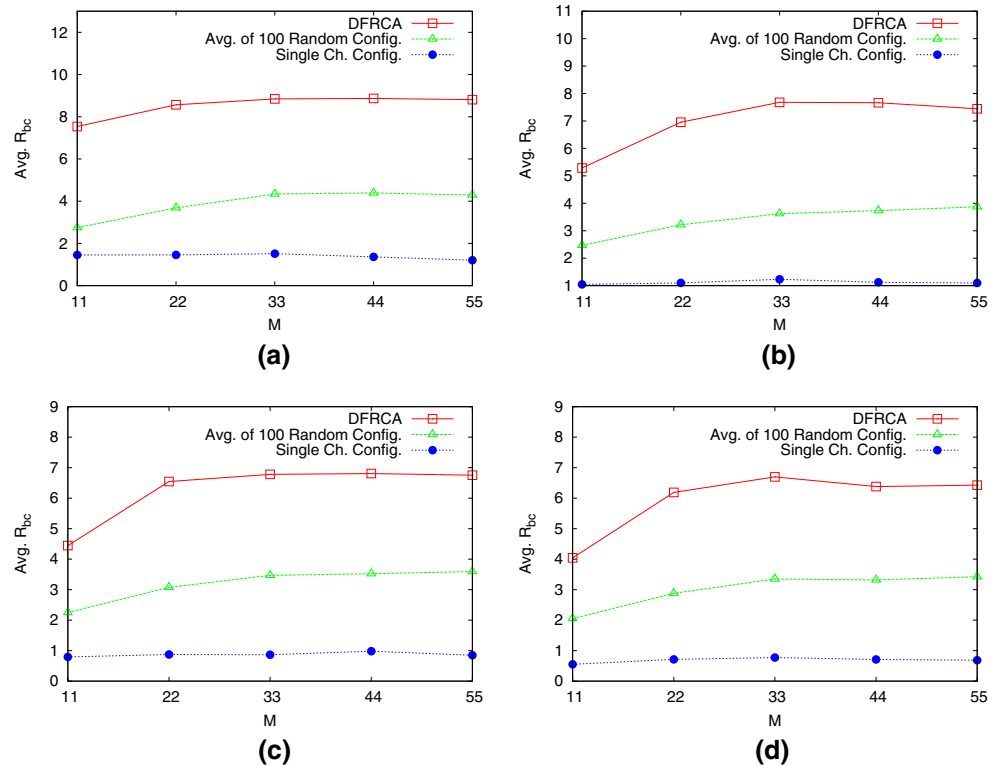 DFRCA
Avg. of 100 Random Config.
Single Ch. Config.
12
10
8
6
4
2
0
Avg. R_bc
11 22 33 44 55
M
(a)
DFRCA
Avg. of 100 Random Config.
Single Ch. Config.
11
10
9
8
7
6
5
4
3
2
1
Avg. R_bc
11 22 33 44 55
M
(b)
DFRCA
Avg. of 100 Random Config.
Single Ch. Config.
9
8
7
6
5
4
3
2
1
0
Avg. R_bc
11 22 33 44 55
M
(c)
DFRCA
Avg. of 100 Random Config.
Single Ch. Config.
9
8
7
6
5
4
3
2
1
0
Avg. R_bc
11 22 33 44 55
M
(d)